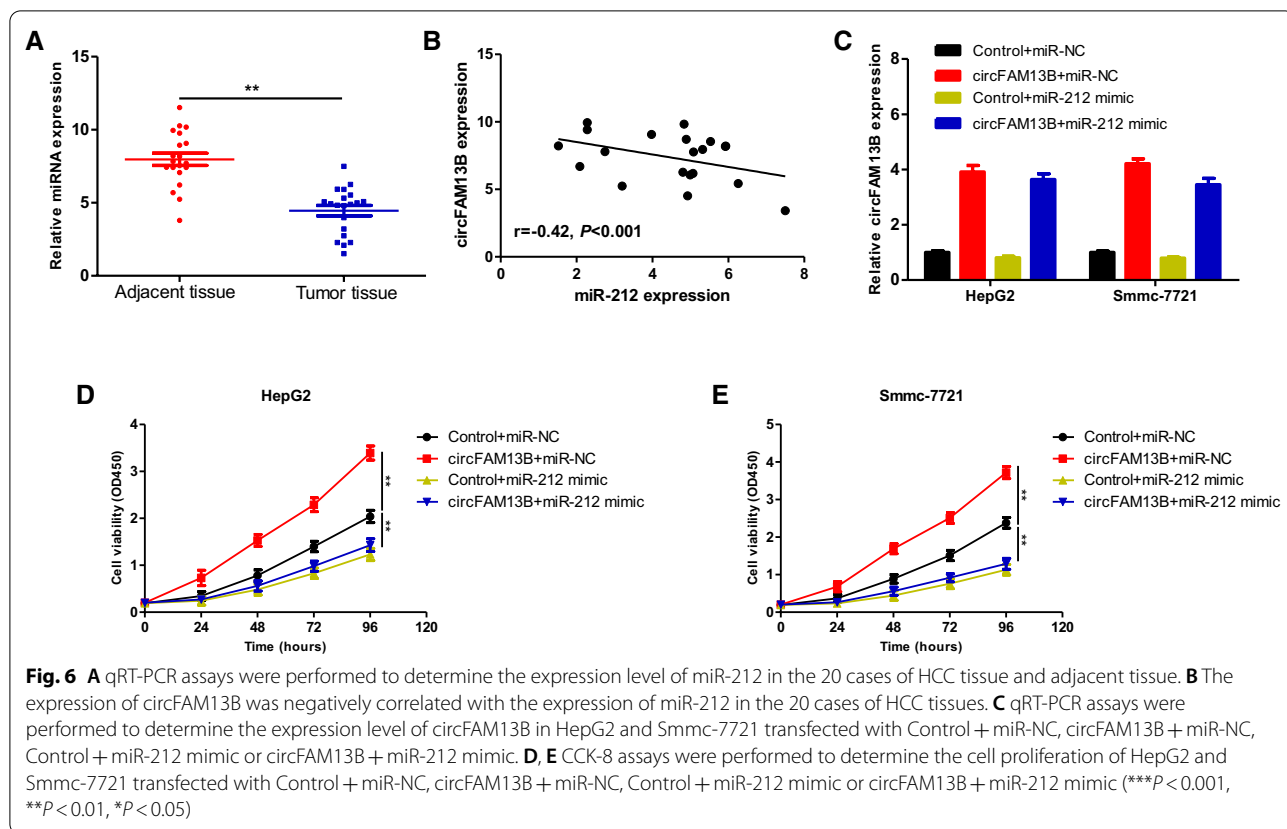 A
Relative miRNA expression
15
10
5
0
**
Adjacent tissue
Tumor tissue
B
circFAM13B expression
15
10
5
0
r=-0.42, P<0.001
0 2 4 6 8
miR-212 expression
C
Control+miR-NC
circFAM13B+miR-NC
Control+miR-212 mimic
circFAM13B+miR-212 mimic
Relative circFAM13B expression
8
6
4
2
0
HepG2
Smmc-7721
D
HepG2
Cell viability (OD450)
4
3
2
1
0
0 24 48 72 96 120
Time (hours)
**
**
Control+miR-NC
circFAM13B+miR-NC
Control+miR-212 mimic
circFAM13B+miR-212 mimic
E
Smmc-7721
Cell viability (OD450)
5
4
3
2
1
0
0 24 48 72 96 120
Time (hours)
**
**
Control+miR-NC
circFAM13B+miR-NC
Control+miR-212 mimic
circFAM13B+miR-212 mimic
Fig. 6 A qRT-PCR assays were performed to determine the expression level of miR-212 in the 20 cases of HCC tissue and adjacent tissue. B The
expression of circFAM13B was negatively correlated with the expression of miR-212 in the 20 cases of HCC tissues. C qRT-PCR assays were
performed to determine the expression level of circFAM13B in HepG2 and Smmc-7721 transfected with Control + miR-NC, circFAM13B + miR-NC,
Control + miR-212 mimic or circFAM13B + miR-212 mimic. D, E CCK-8 assays were performed to determine the cell proliferation of HepG2 and
Smmc-7721 transfected with Control + miR-NC, circFAM13B + miR-NC, Control + miR-212 mimic or circFAM13B + miR-212 mimic (***P < 0.001,
**P < 0.01, *P < 0.05)